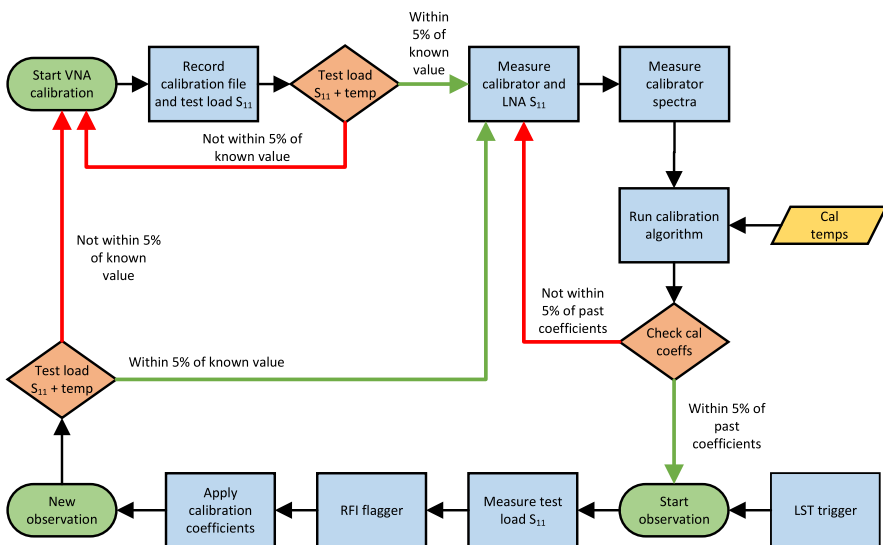 Start VNA
calibration
Record
calibration file
and test load S₁₁
Test load
S₁₁ + temp
Within
5% of
known
value
Measure
calibrator and
LNA S₁₁
Measure
calibrator
spectra
Not within 5% of
known value
Run calibration
algorithm
Cal
temps
Not within 5%
of known
value
Not within
5% of past
coefficients
Check cal
coeffs
Test load
S₁₁ + temp
Within 5% of known value
Within 5% of
past
coefficients
New
observation
Apply
calibration
coefficients
RFI flagger
Measure test
load S₁₁
Start
observation
LST trigger